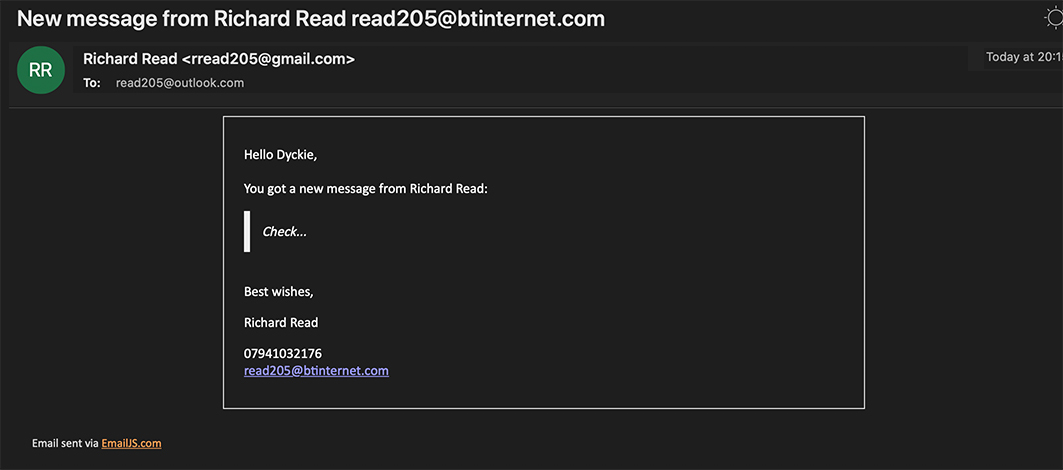 New message from Richard Read read205@btinternet.com
RR
Richard Read <rread205@gmail.com>
Today at 20:1
To: read205@outlook.com
Hello Dyckie,
You got a new message from Richard Read:
Check...
Best wishes,
Richard Read
07941032176
read205@btinternet.com
Email sent via EmailJS.com